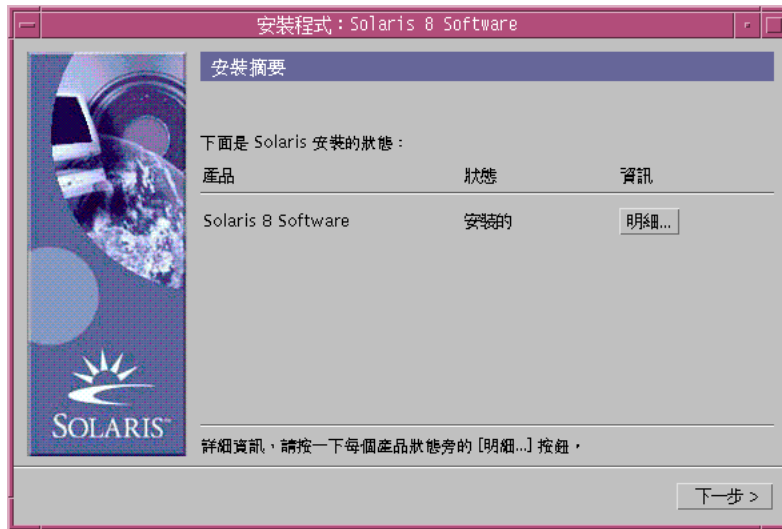 安裝程式：Solaris 8 Software
安裝摘要
下面是 Solaris 安裝的狀態：
產品 狀態 資訊
Solaris 8 Software 安裝的 明細...
SOLARIS™
詳細資訊，請按一下每個產品狀態旁的 [明細...] 按鈕，
下一步 >